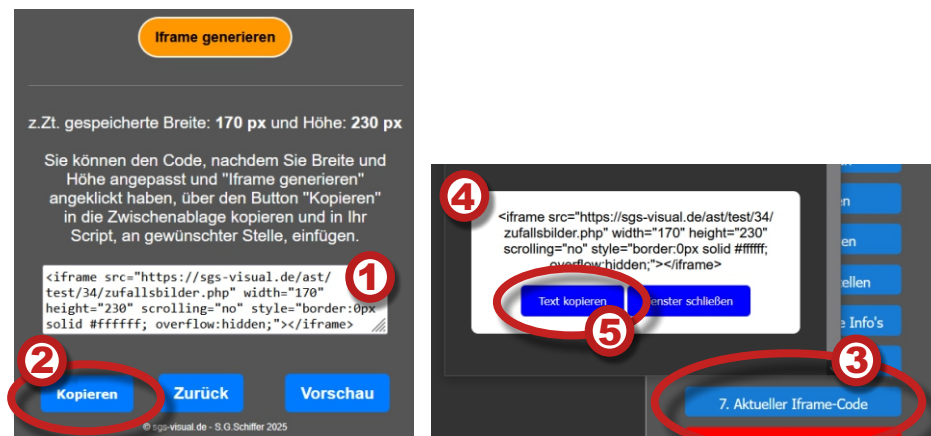 Iframe generieren
z.Zt. gespeicherte Breite: 170 px und Höhe: 230 px
Sie können den Code, nachdem Sie Breite und
Höhe angepasst und "Iframe generieren"
angeklickt haben, über den Button "Kopieren"
in die Zwischenablage kopieren und in Ihr
Script, an gewünschter Stelle, einfügen.
<iframe src="https://sgs-visual.de/ast/
test/34/zufallsbilder.php" width="170"
height="230" scrolling="no" style="border:0px
solid #ffffff; overflow:hidden;"></iframe>
1
2
Kopieren
Zurück
Vorschau
© sgs-visual.de - S.G.Schiffer 2025
4
<iframe src="https://sgs-visual.de/ast/test/34/
zufallsbilder.php" width="170" height="230"
scrolling="no" style="border:0px solid #ffffff;
overflow:hidden;"></iframe>
Text kopieren
enster schließen
5
n
en
ellen
e Info's
3
7. Aktueller Iframe-Code